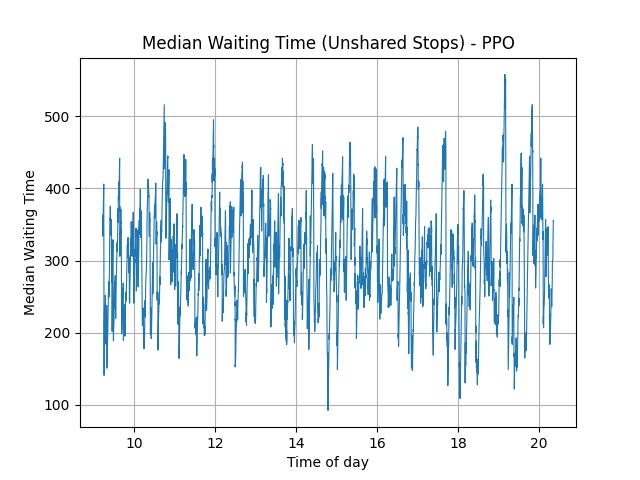 Median Waiting Time (Unshared Stops) - PPO
500
400
300
200
100
Median Waiting Time
10 12 14 16 18 20
Time of day